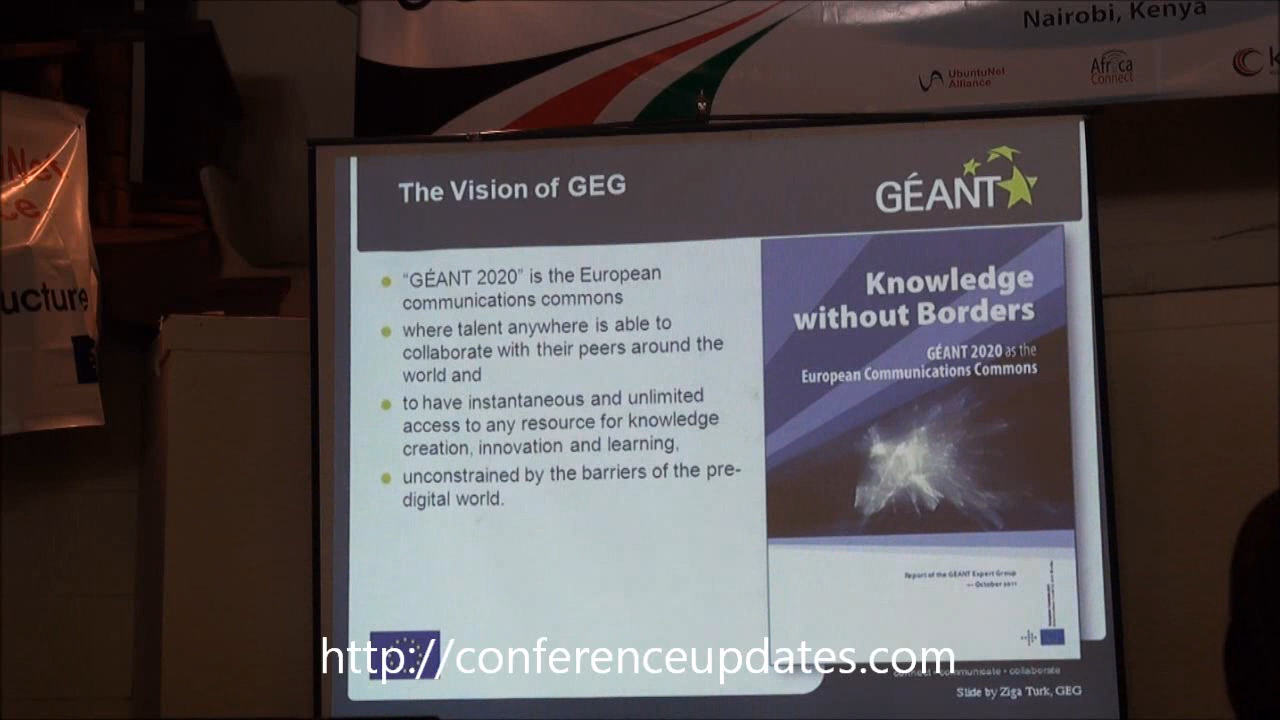 Nairobi, Kenya
UbuntuNet
Alliance
Africa
Connect
ucture
The Vision of GEG
GÉANT
“GÉANT 2020” is the European
communications commons
where talent anywhere is able to
collaborate with their peers around the
world and
to have instantaneous and unlimited
access to any resource for knowledge
creation, innovation and learning,
unconstrained by the barriers of the pre-
digital world.
Knowledge
without Borders
GÉANT 2020 as the
European Communications Commons
Report of the GÉANT Expert Group
— October 2011
http://conferenceupdates.com
connect • communicate • collaborate
Slide by Ziga Turk, GEG